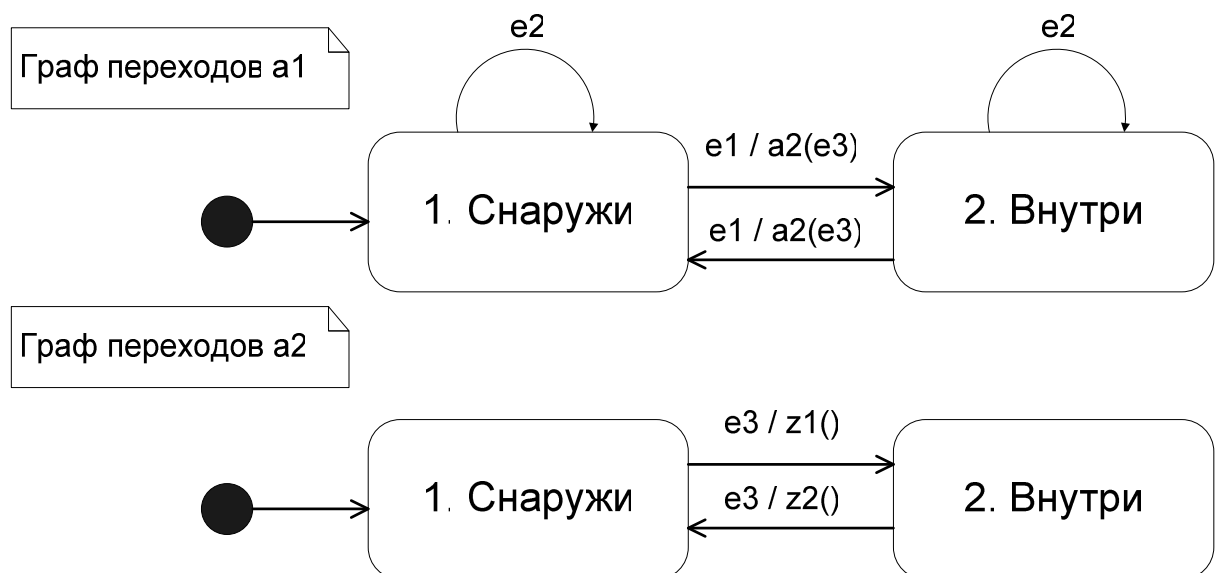 e2
e2
Граф переходов a1
e1 / a2(e3)
1. Снаружи
2. Внутри
e1 / a2(e3)
Граф переходов a2
e3 / z1()
1. Снаружи
2. Внутри
e3 / z2()